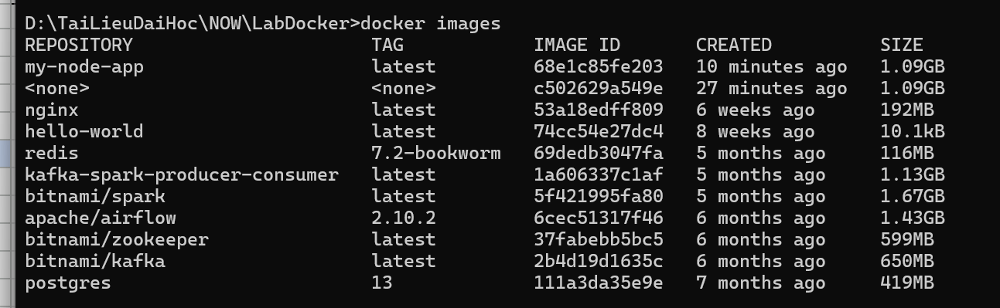 D:\TaiLieuDaiHoc\NOW\LabDocker>docker images
REPOSITORY TAG IMAGE ID CREATED SIZE
my-node-app latest 68e1c85fe203 10 minutes ago 1.09GB
<none> <none> c502629a549e 27 minutes ago 1.09GB
nginx latest 53a18edff809 6 weeks ago 192MB
hello-world latest 74cc54e27dc4 8 weeks ago 10.1kB
redis 7.2-bookworm 69dedb3047fa 5 months ago 116MB
kafka-spark-producer-consumer latest 1a606337c1af 5 months ago 1.13GB
bitnami/spark latest 5f421995fa80 5 months ago 1.67GB
apache/airflow 2.10.2 6cec51317f46 6 months ago 1.43GB
bitnami/zookeeper latest 37fabebb5bc5 6 months ago 599MB
bitnami/kafka latest 2b4d19d1635c 6 months ago 650MB
postgres 13 111a3da35e9e 7 months ago 419MB